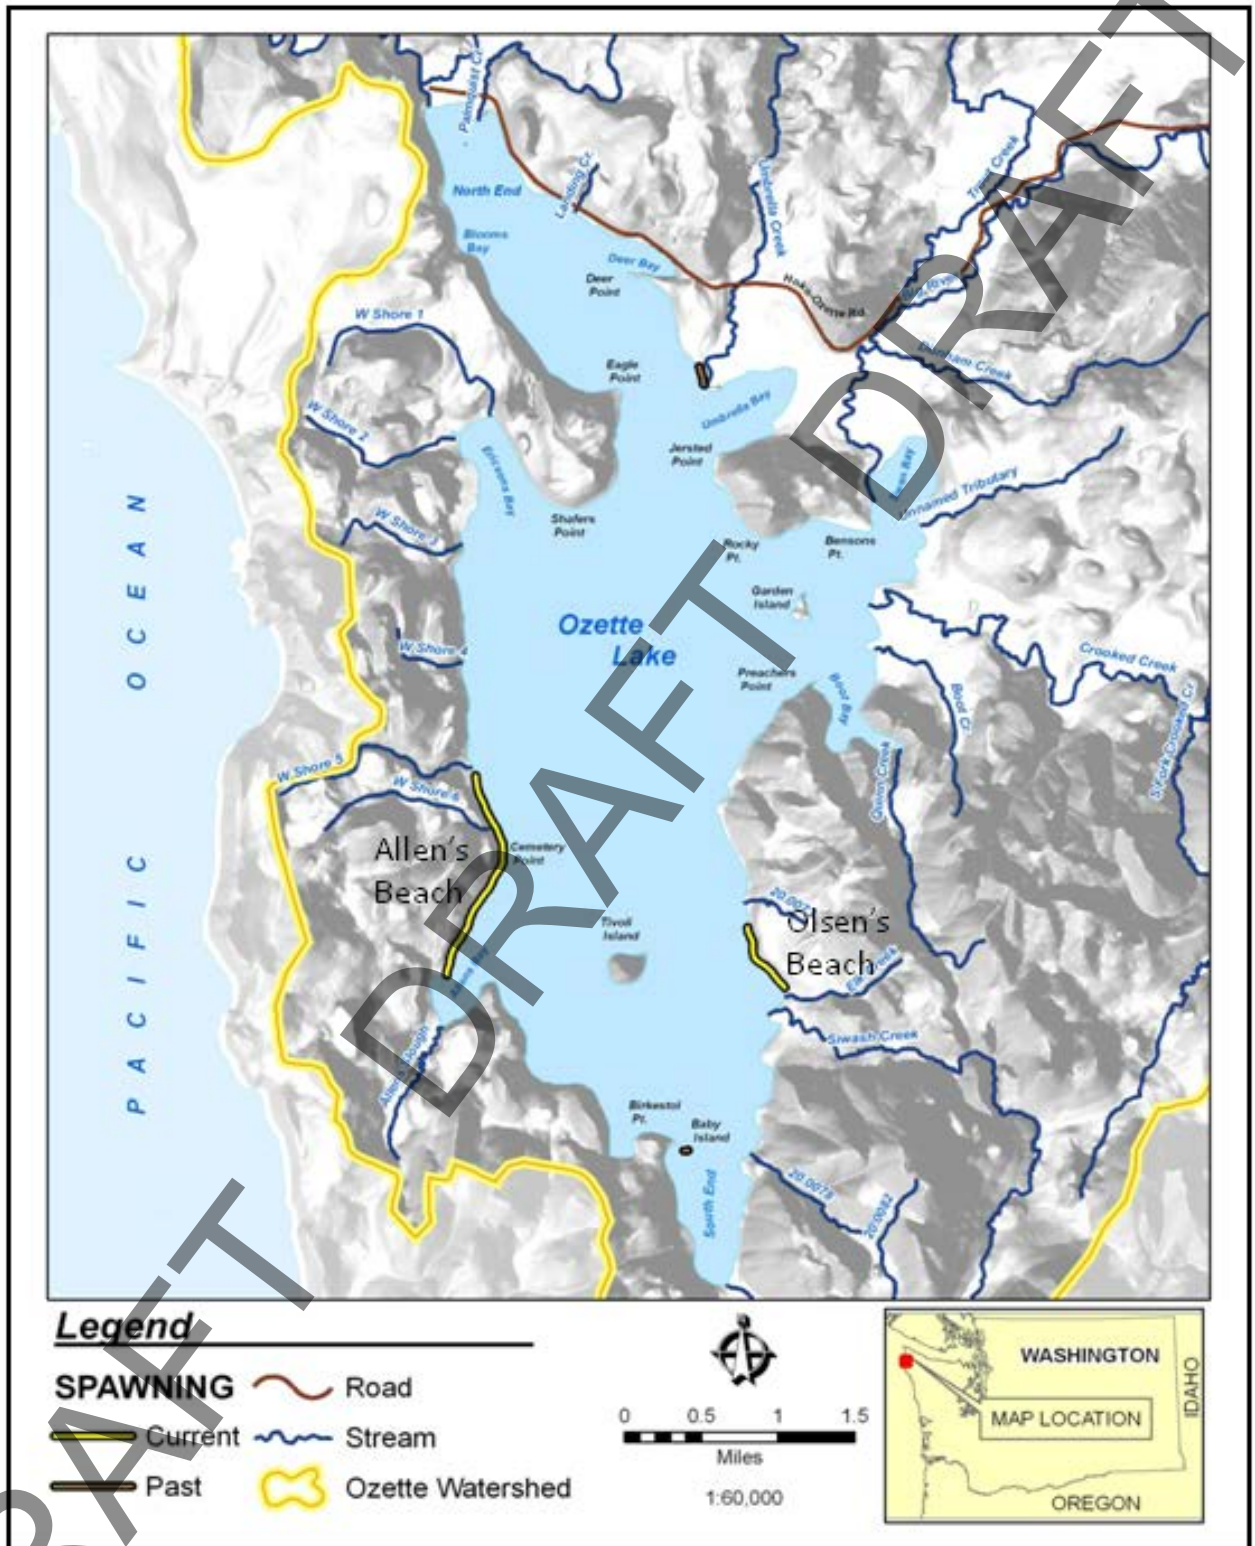 Palmquist Cr.
North End
Landing Cr.
Blooms
Bay
Deer Bay
Deer
Point
Umbrella Creek
Hoko-Ozette Rd.
Trout Creek
Big River
Dunham Creek
W Shore 1
Eagle
Point
Umbrella Bay
W Shore 2
Ericsons Bay
Jersted
Point
Swan Bay
Unnamed Tributary
W Shore 3
Shafers
Point
Rocky
Pt.
Bensons
Pt.
Garden
Island
Ozette
Lake
W Shore 4
Preachers
Point
Boot Bay
Boot Cr.
Crooked Creek
S Fork Crooked Cr.
W Shore 5
W Shore 6
Quinn Creek
Allen's
Beach
Cemetery
Point
Tivoli
Island
Olsen's
Beach
Siwash Creek
Allens Slough
Birkestol
Pt.
Baby
Island
South End
20.0078
20.0082
PACIFIC OCEAN
DRAFT
DRAFT
DRAFT
Legend
SPAWNING
Road
Current
Stream
Past
Ozette Watershed
0 0.5 1 1.5
Miles
1:60,000
WASHINGTON
MAP LOCATION
IDAHO
OREGON